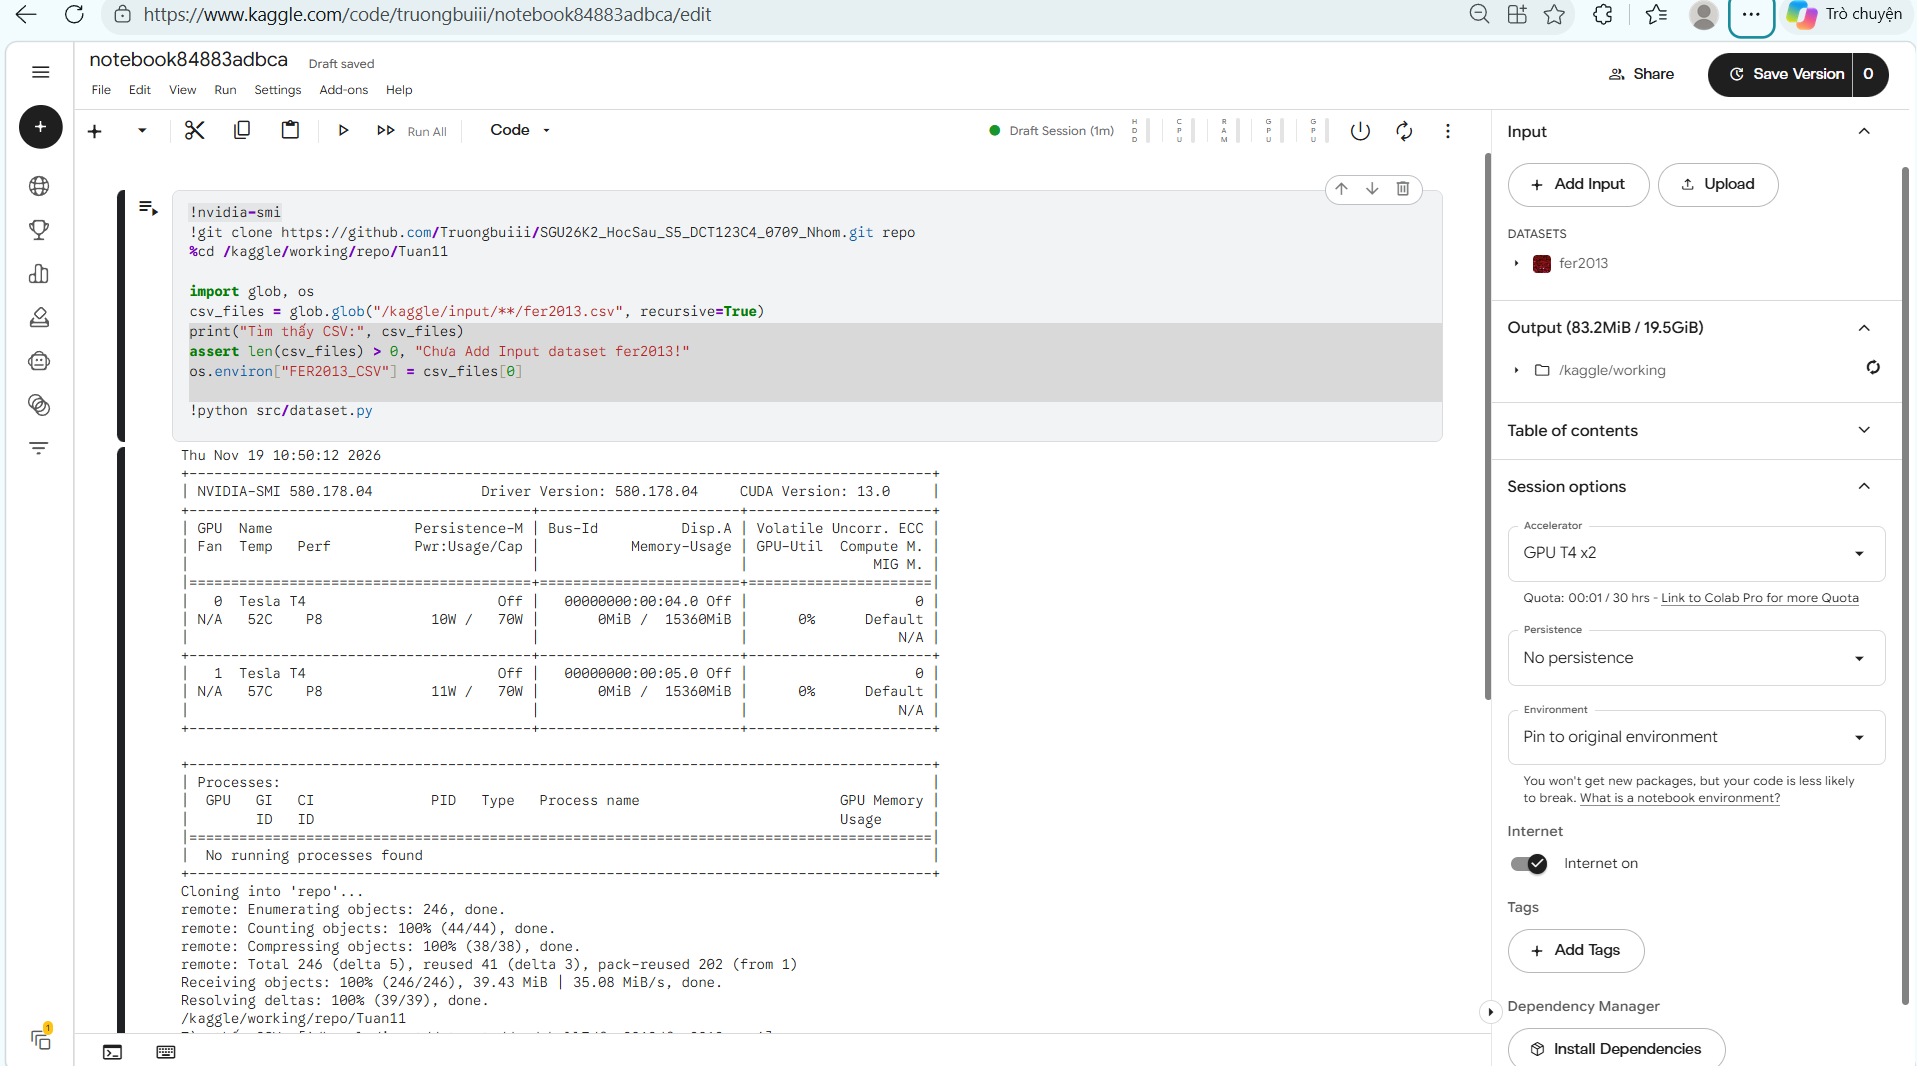 https://www.kaggle.com/code/truongbuiii/notebook84883adbca/edit
Trò chuyện
notebook84883adbca
Draft saved
File Edit View Run Settings Add-ons Help
Share
Save Version 0
Run All
Code
Draft Session (1m)
HDD
CPU
RAM
GPU
GPU
!nvidia-smi
!git clone https://github.com/Truongbuiii/SGU26K2_HocSau_S5_DCT123C4_0709_Nhom.git repo
%cd /kaggle/working/repo/Tuan11
import glob, os
csv_files = glob.glob("/kaggle/input/**/fer2013.csv", recursive=True)
print("Tìm thấy CSV:", csv_files)
assert len(csv_files) > 0, "Chưa Add Input dataset fer2013!"
os.environ["FER2013_CSV"] = csv_files[0]
!python src/dataset.py
Thu Nov 19 10:50:12 2026
+-----------------------------------------------------------------------------------------+
| NVIDIA-SMI 580.178.04 Driver Version: 580.178.04 CUDA Version: 13.0 |
+-----------------------------------------+------------------------+----------------------+
| GPU Name Persistence-M | Bus-Id Disp.A | Volatile Uncorr. ECC |
| Fan Temp Perf Pwr:Usage/Cap | Memory-Usage | GPU-Util Compute M. |
| | | MIG M. |
|=========================================+========================+======================|
| 0 Tesla T4 Off | 00000000:00:04.0 Off | 0 |
| N/A 52C P8 10W / 70W | 0MiB / 15360MiB | 0% Default |
| | | N/A |
+-----------------------------------------+------------------------+----------------------+
| 1 Tesla T4 Off | 00000000:00:05.0 Off | 0 |
| N/A 57C P8 11W / 70W | 0MiB / 15360MiB | 0% Default |
| | | N/A |
+-----------------------------------------+------------------------+----------------------+
+-----------------------------------------------------------------------------------------+
| Processes: |
| GPU GI CI PID Type Process name GPU Memory |
| ID ID Usage |
|=========================================================================================|
| No running processes found |
+-----------------------------------------------------------------------------------------+
Cloning into 'repo'...
remote: Enumerating objects: 246, done.
remote: Counting objects: 100% (44/44), done.
remote: Compressing objects: 100% (38/38), done.
remote: Total 246 (delta 5), reused 41 (delta 3), pack-reused 202 (from 1)
Receiving objects: 100% (246/246), 39.43 MiB | 35.08 MiB/s, done.
Resolving deltas: 100% (39/39), done.
/kaggle/working/repo/Tuan11
Input
Add Input
Upload
DATASETS
fer2013
Output (83.2MiB / 19.5GiB)
/kaggle/working
Table of contents
Session options
Accelerator
GPU T4 x2
Quota: 00:01 / 30 hrs - Link to Colab Pro for more Quota
Persistence
No persistence
Environment
Pin to original environment
You won't get new packages, but your code is less likely
to break. What is a notebook environment?
Internet
Internet on
Tags
Add Tags
Dependency Manager
Install Dependencies
1